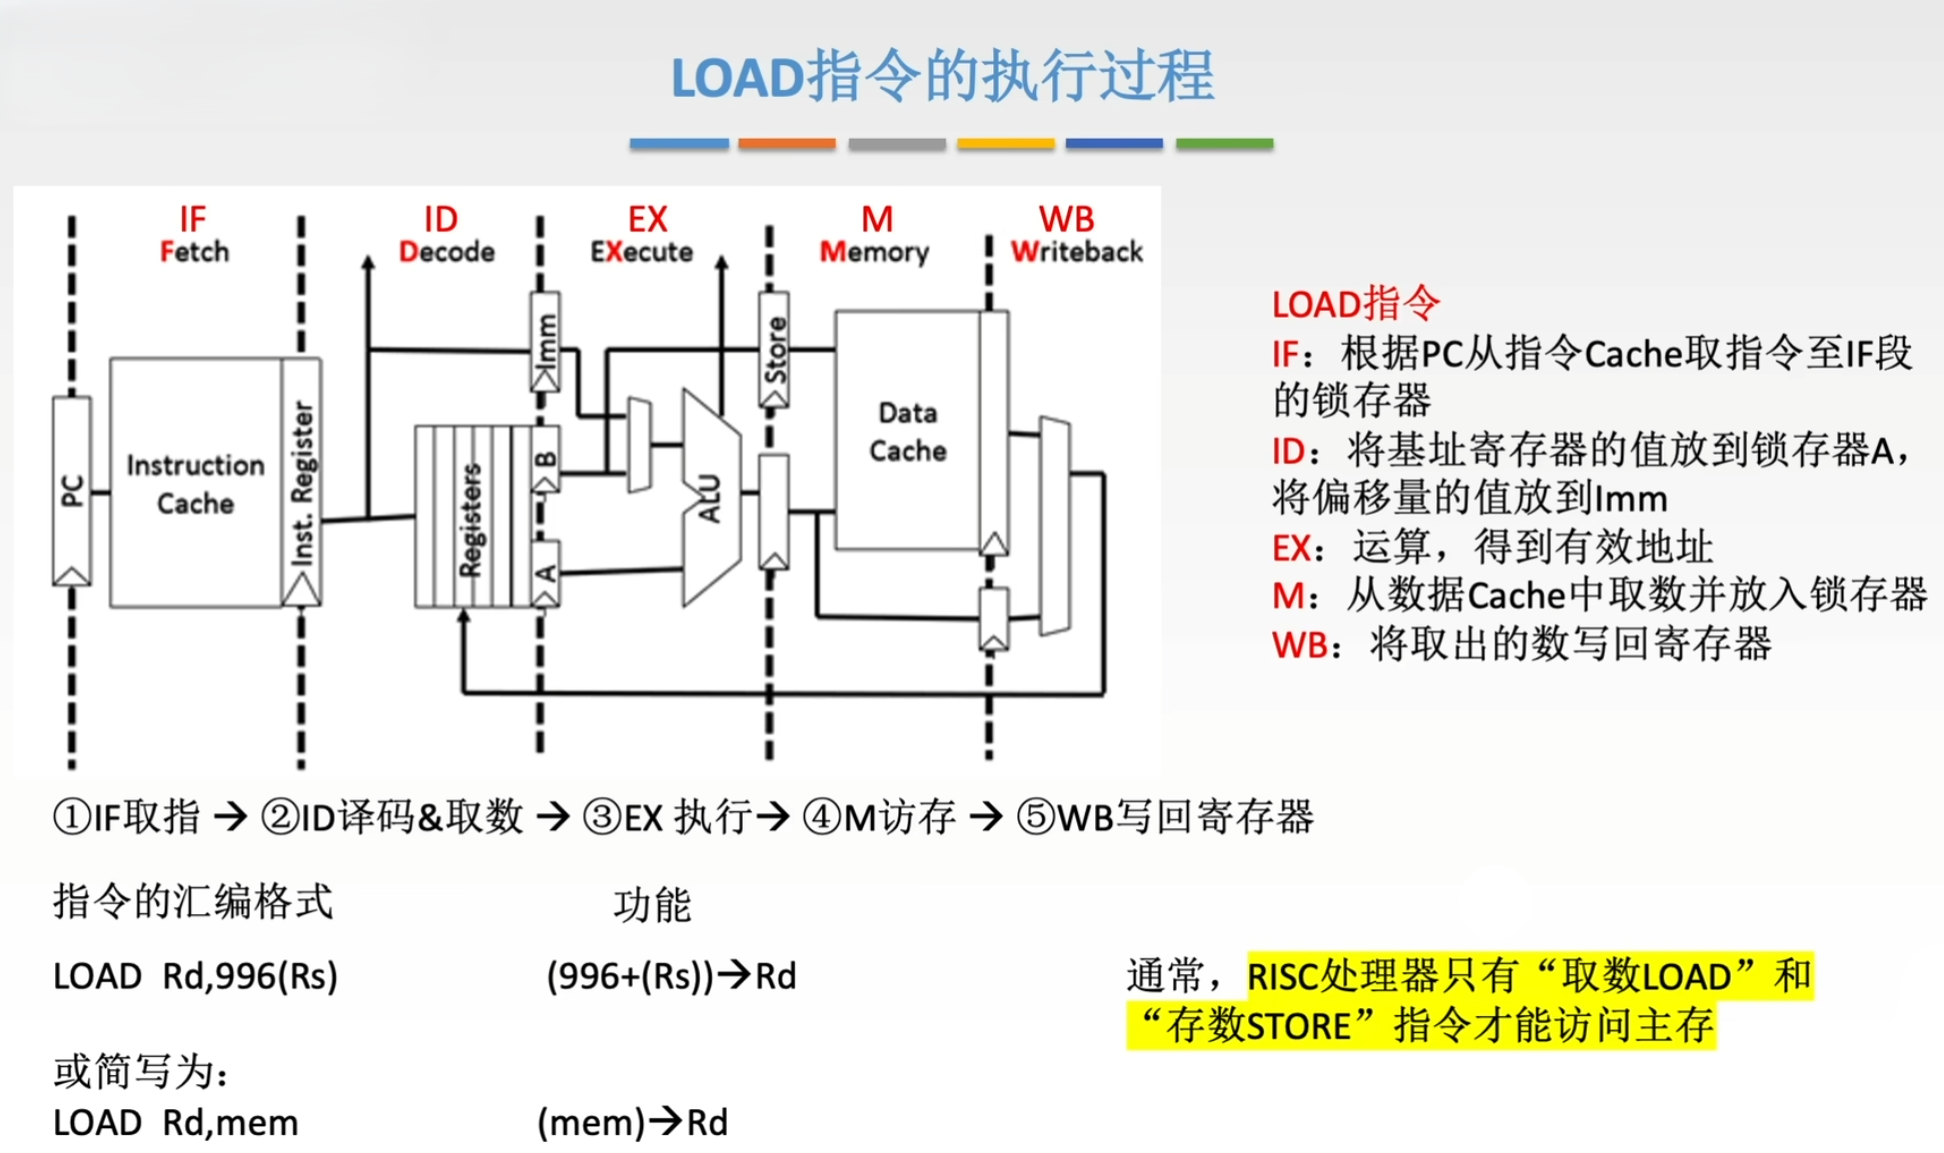 LOAD指令的执行过程
IF
ID
EX
M
WB
Fetch
Decode
EXecute
Memory
Writeback
PC
Instruction
Cache
Inst. Register
Registers
Imm
B
A
ALU
Store
Data
Cache
LOAD指令
IF：根据PC从指令Cache取指令至IF段
的锁存器
ID：将基址寄存器的值放到锁存器A，
将偏移量的值放到Imm
EX：运算，得到有效地址
M：从数据Cache中取数并放入锁存器
WB：将取出的数写回寄存器
①IF取指 → ②ID译码&取数 → ③EX 执行→ ④M访存 → ⑤WB写回寄存器
指令的汇编格式
功能
LOAD Rd,996(Rs)
(996+(Rs))→Rd
通常，RISC处理器只有“取数LOAD”和
“存数STORE”指令才能访问主存
或简写为：
LOAD Rd,mem
(mem)→Rd